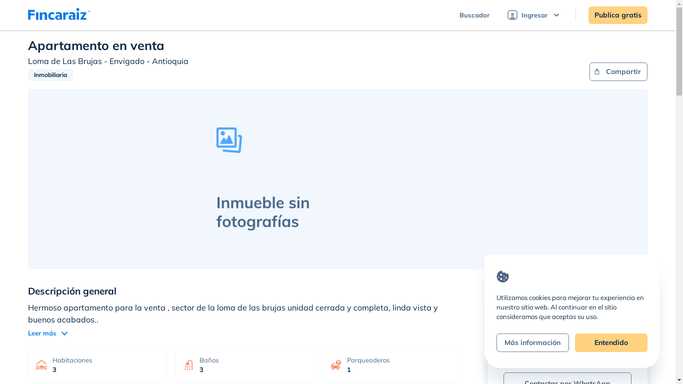 Fincaraiz
Buscador
Ingresar
Publica gratis
Apartamento en venta
Loma de Las Brujas - Envigado - Antioquia
Inmobiliaria
Compartir
Inmueble sin
fotografías
Descripción general
Hermoso apartamento para la venta , sector de la loma de las brujas unidad cerrada y completa, linda vista y
buenos acabados..
Leer más
Habitaciones
3
Baños
3
Parqueaderos
1
Utilizamos cookies para mejorar tu experiencia en
nuestro sitio web. Al continuar en el sitio
consideramos que aceptas su uso.
Más información
Entendido
Contactar por WhatsApp